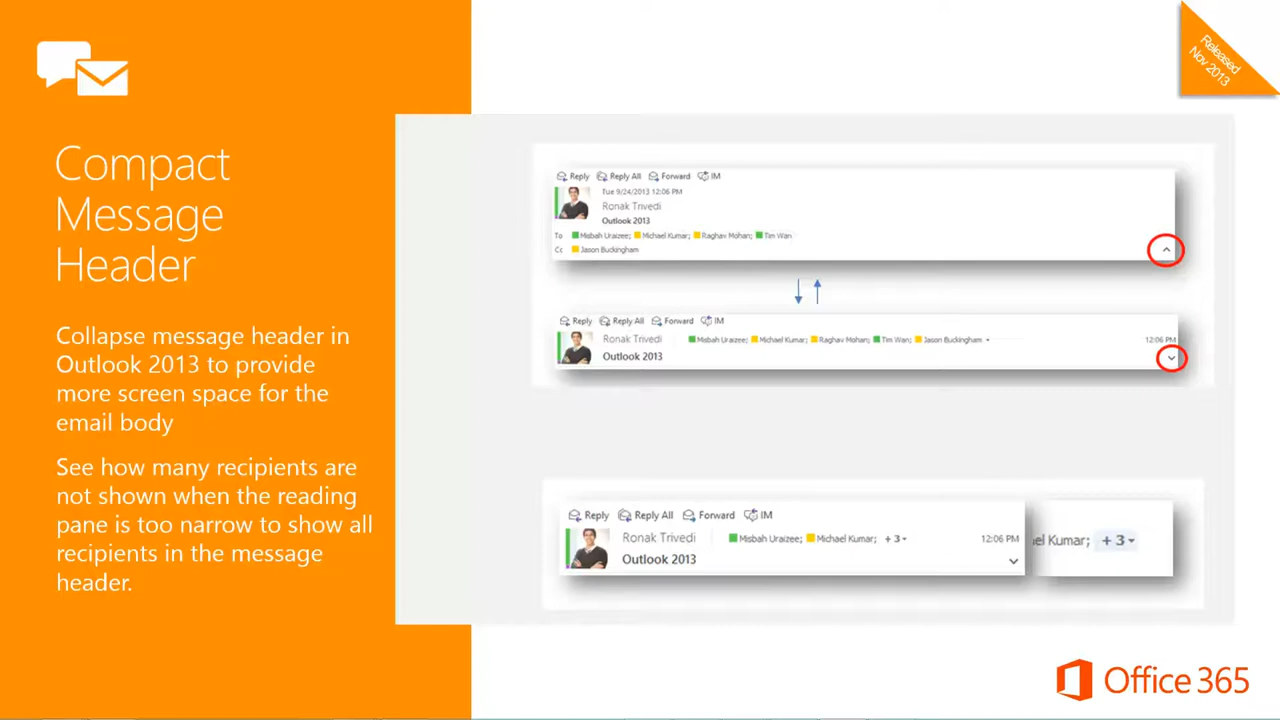 Released
Nov 2013
Compact
Message
Header
Collapse message header in
Outlook 2013 to provide
more screen space for the
email body
See how many recipients are
not shown when the reading
pane is too narrow to show all
recipients in the message
header.
Reply Reply All Forward IM
Tue 9/24/2013 12:06 PM
Ronak Trivedi
Outlook 2013
To Misbah Uraizee; Michael Kumar; Raghav Mohan; Tim Wan
Cc Jason Buckingham
Reply Reply All Forward IM
Ronak Trivedi Misbah Uraizee; Michael Kumar; Raghav Mohan; Tim Wan; Jason Buckingham 12:06 PM
Outlook 2013
Reply Reply All Forward IM
Ronak Trivedi Misbah Uraizee; Michael Kumar; + 3 12:06 PM
Outlook 2013
el Kumar; + 3
Office 365